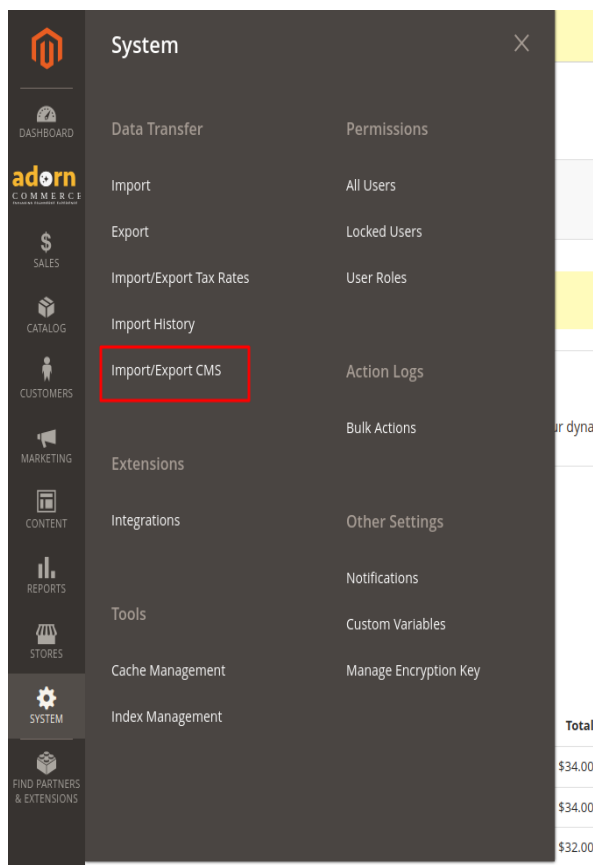 System
DASHBOARD
adorn
COMMERCE
SALES
CATALOG
CUSTOMERS
MARKETING
CONTENT
REPORTS
STORES
SYSTEM
FIND PARTNERS
& EXTENSIONS
Data Transfer
Import
Export
Import/Export Tax Rates
Import History
Import/Export CMS
Extensions
Integrations
Tools
Cache Management
Index Management
Permissions
All Users
Locked Users
User Roles
Action Logs
Bulk Actions
Other Settings
Notifications
Custom Variables
Manage Encryption Key
ur dyna
Total
$34.00
$34.00
$32.00